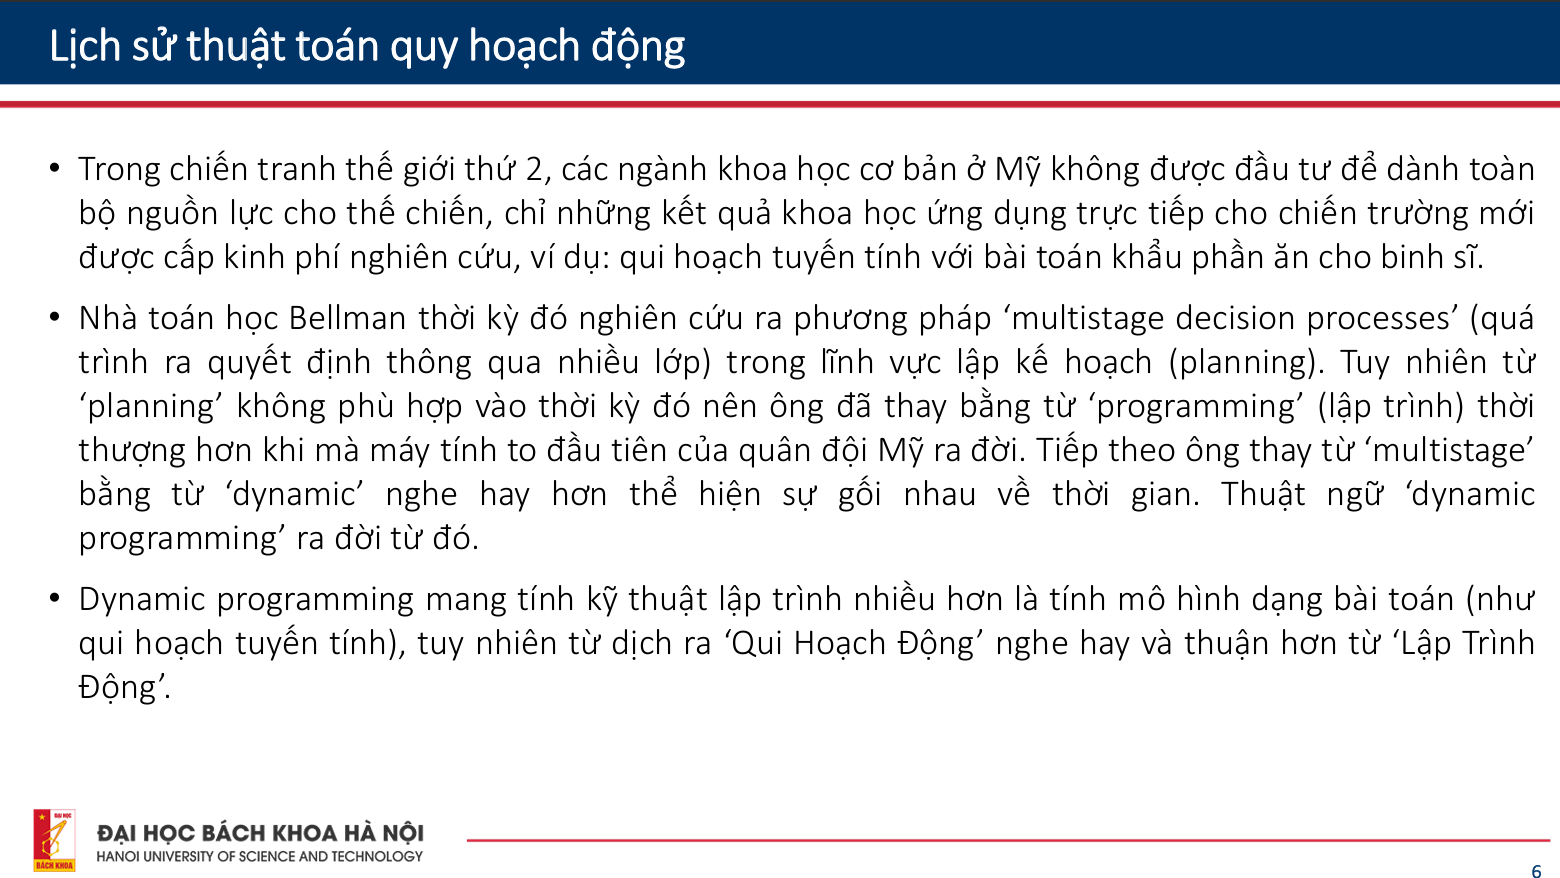 Lịch sử thuật toán quy hoạch động
• Trong chiến tranh thế giới thứ 2, các ngành khoa học cơ bản ở Mỹ không được đầu tư để dành toàn
bộ nguồn lực cho thế chiến, chỉ những kết quả khoa học ứng dụng trực tiếp cho chiến trường mới
được cấp kinh phí nghiên cứu, ví dụ: qui hoạch tuyến tính với bài toán khẩu phần ăn cho binh sĩ.
• Nhà toán học Bellman thời kỳ đó nghiên cứu ra phương pháp ‘multistage decision processes’ (quá
trình ra quyết định thông qua nhiều lớp) trong lĩnh vực lập kế hoạch (planning). Tuy nhiên từ
‘planning’ không phù hợp vào thời kỳ đó nên ông đã thay bằng từ ‘programming’ (lập trình) thời
thượng hơn khi mà máy tính to đầu tiên của quân đội Mỹ ra đời. Tiếp theo ông thay từ ‘multistage’
bằng từ ‘dynamic’ nghe hay hơn thể hiện sự gối nhau về thời gian. Thuật ngữ ‘dynamic
programming’ ra đời từ đó.
• Dynamic programming mang tính kỹ thuật lập trình nhiều hơn là tính mô hình dạng bài toán (như
qui hoạch tuyến tính), tuy nhiên từ dịch ra ‘Qui Hoạch Động’ nghe hay và thuận hơn từ ‘Lập Trình
Động’.
ĐẠI HỌC
BÁCH KHOA
ĐẠI HỌC BÁCH KHOA HÀ NỘI
HANOI UNIVERSITY OF SCIENCE AND TECHNOLOGY
6